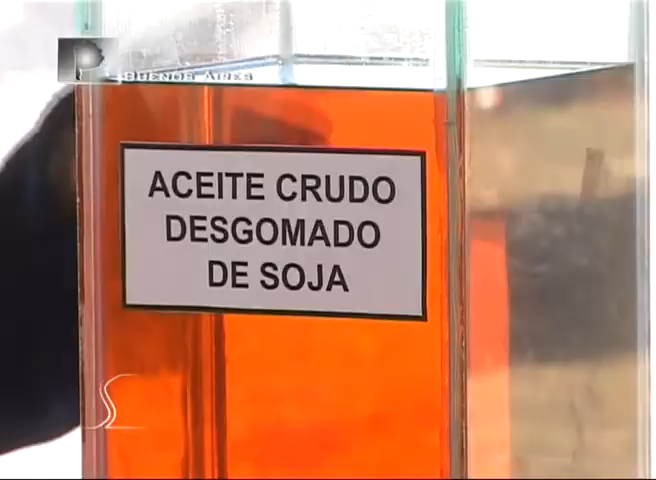 P
BUENOS AIRES
ACEITE CRUDO
DESGOMADO
DE SOJA
S